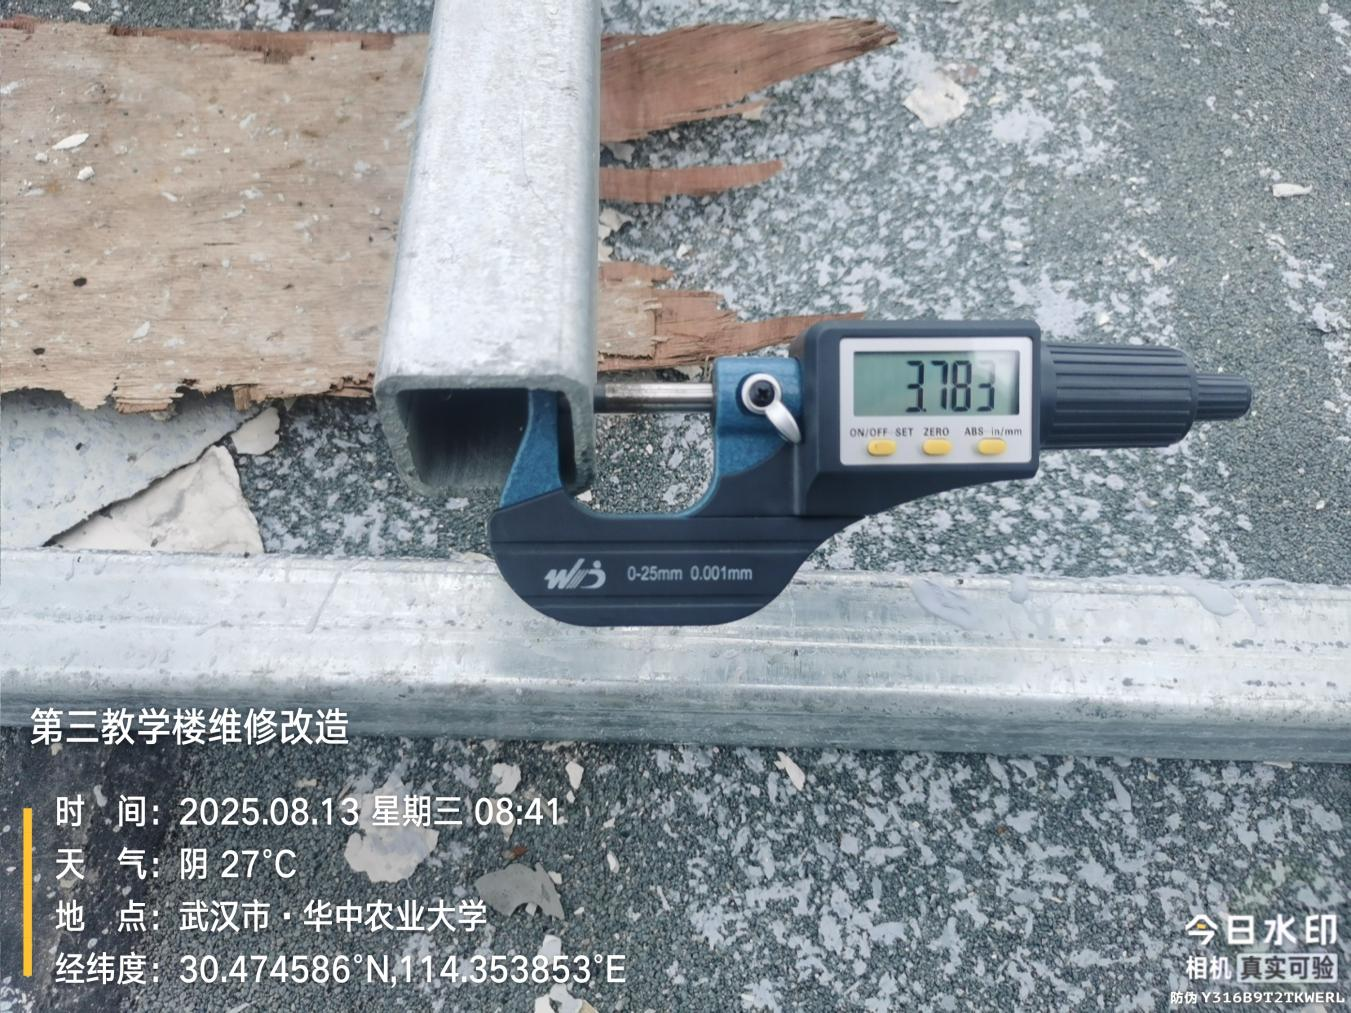 3.783
ON/OFF SET ZERO ABS in/mm
0-25mm 0.001mm
第三教学楼维修改造
时 间：2025.08.13 星期三 08:41
天 气：阴 27°C
地 点：武汉市·华中农业大学
经纬度：30.474586°N,114.353853°E
今日水印
相机 真实可验
防伪 Y316B9T2TKWERL